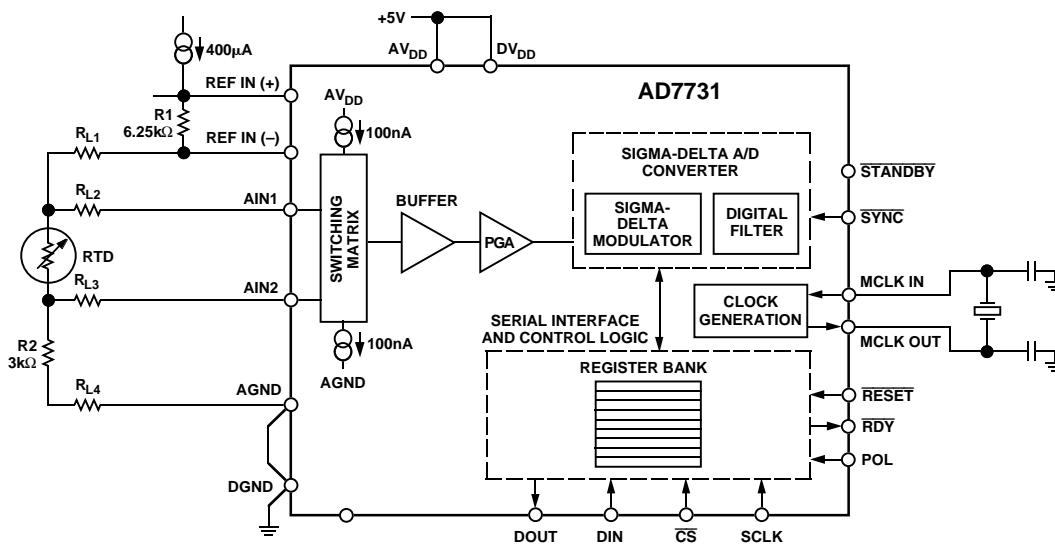 +5V
AVDD
DVDD
400μA
REF IN (+)
AD7731
AVDD
R1
6.25kΩ
100nA
RL1
REF IN (–)
SIGMA-DELTA A/D
CONVERTER
STANDBY
RL2
AIN1
BUFFER
SIGMA-
DELTA
MODULATOR
DIGITAL
FILTER
SYNC
SWITCHING
MATRIX
PGA
RTD
RL3
AIN2
MCLK IN
CLOCK
GENERATION
SERIAL INTERFACE
AND CONTROL LOGIC
MCLK OUT
R2
3kΩ
100nA
AGND
REGISTER BANK
RL4
AGND
RESET
RDY
POL
DGND
DOUT
DIN
CS
SCLK